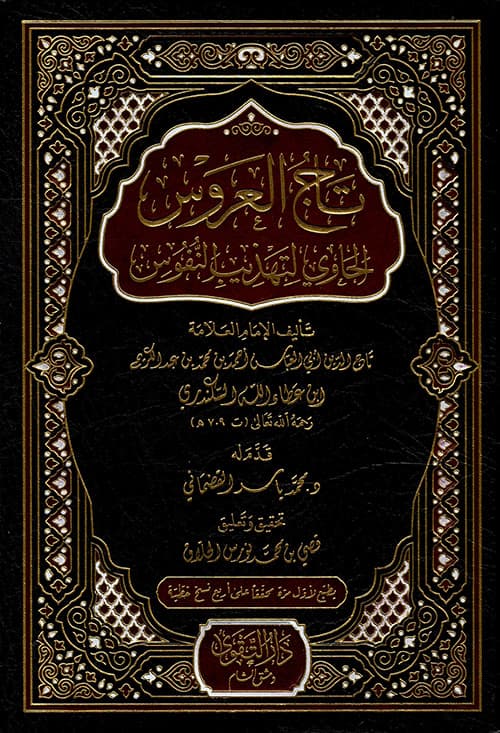 تاج العروس
الحاوي لتهذيب النفوس
تأليف الإمام العلامة
تاج الدين أبي العباس أحمد بن محمد بن عبد الكريم
ابن عطاء الله السكندري
رحمه الله تعالى (ت ٧٠٩ هـ)
قدم له
د. محمد ياسر القضماني
تحقيق وتعليق
قصي بن محمد نورس الحلاق
يطبع لأول مرة محققا على أربع نسخ خطية
دار التقوى
دمشق الشام